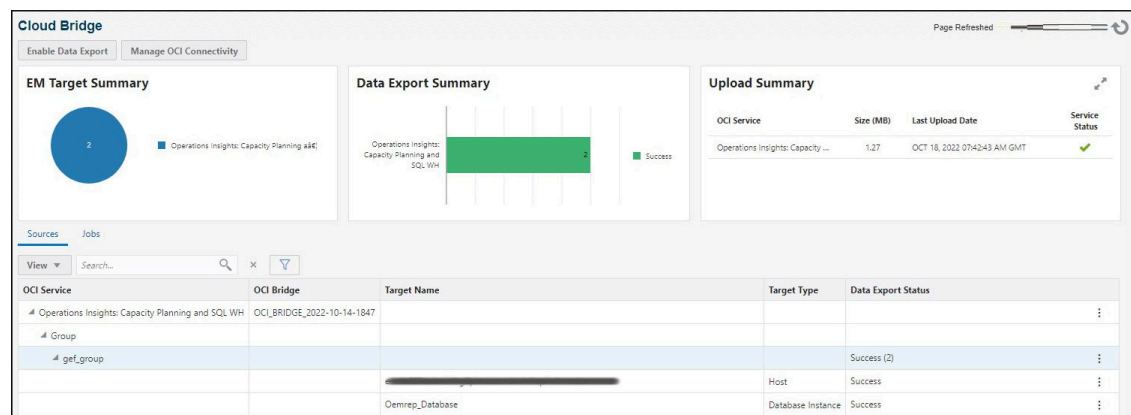 Cloud Bridge
Page Refreshed
Enable Data Export
Manage OCI Connectivity
EM Target Summary
2
Operations Insights: Capacity Planning aâ€¦
Data Export Summary
Operations Insights:
Capacity Planning and
SQL WH
2
Success
Upload Summary
OCI Service Size (MB) Last Upload Date Service
Status
Operations Insights: Capacity ... 1.27 OCT 18, 2022 07:42:43 AM GMT
Sources Jobs
View Search...
OCI Service OCI Bridge Target Name Target Type Data Export Status
Operations Insights: Capacity Planning and SQL WH OCI_BRIDGE_2022-10-14-1847
Group
gef_group Success (2)
Host Success
Oemrep_Database Database Instance Success